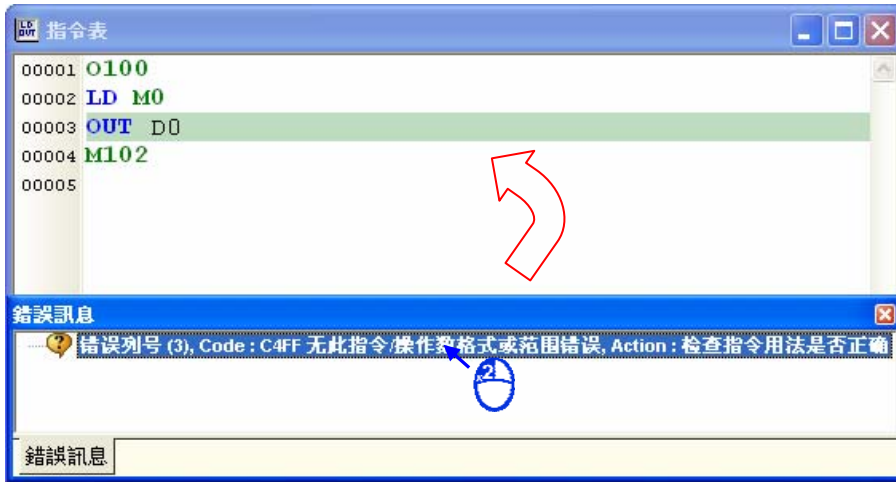 LD
OUT
指令表
00001 O100
00002 LD M0
00003 OUT D0
00004 M102
00005
錯誤訊息
错误列号 (3), Code : C4FF 无此指令/操作数格式或范围错误, Action : 检查指令用法是否正确
2
錯誤訊息